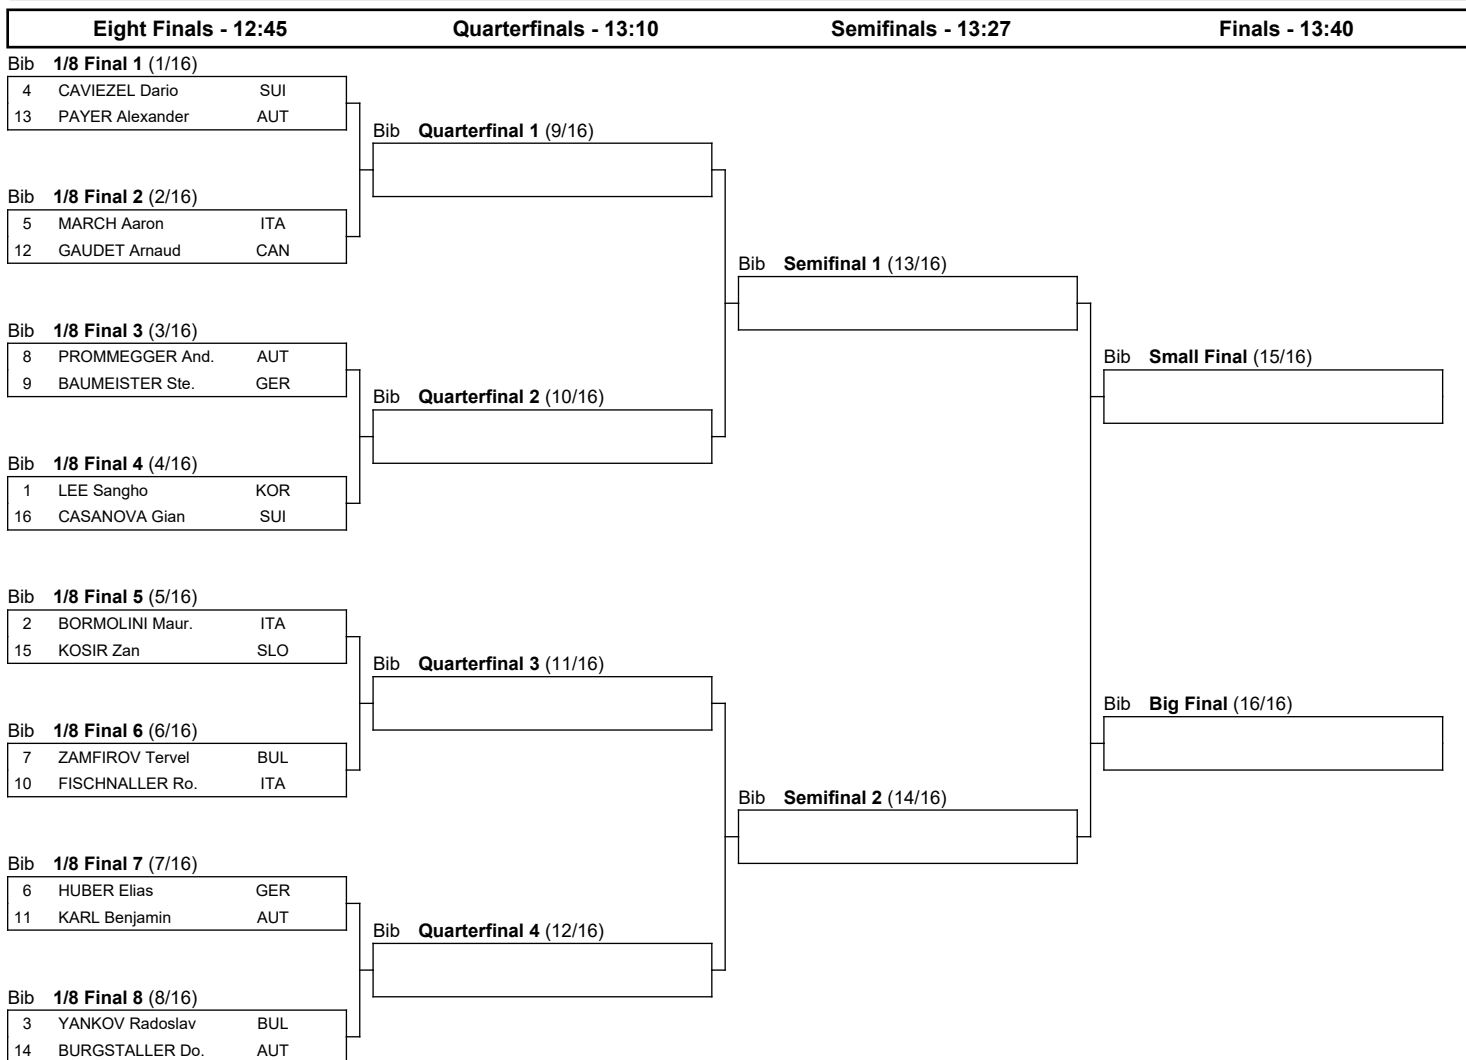 Eight Finals - 12:45 Quarterfinals - 13:10 Semifinals - 13:27 Finals - 13:40
Bib 1/8 Final 1 (1/16)
4 CAVIEZEL Dario SUI
13 PAYER Alexander AUT
Bib Quarterfinal 1 (9/16)
Bib 1/8 Final 2 (2/16)
5 MARCH Aaron ITA
12 GAUDET Arnaud CAN
Bib Semifinal 1 (13/16)
Bib 1/8 Final 3 (3/16)
8 PROMMEGGER And. AUT
Bib Small Final (15/16)
9 BAUMEISTER Ste. GER
Bib Quarterfinal 2 (10/16)
Bib 1/8 Final 4 (4/16)
1 LEE Sangho KOR
16 CASANOVA Gian SUI
Bib 1/8 Final 5 (5/16)
2 BORMOLINI Maur. ITA
15 KOSIR Zan SLO
Bib Quarterfinal 3 (11/16)
Bib Big Final (16/16)
Bib 1/8 Final 6 (6/16)
7 ZAMFIROV Tervel BUL
10 FISCHNALLER Ro. ITA
Bib Semifinal 2 (14/16)
Bib 1/8 Final 7 (7/16)
6 HUBER Elias GER
11 KARL Benjamin AUT
Bib Quarterfinal 4 (12/16)
Bib 1/8 Final 8 (8/16)
3 YANKOV Radoslav BUL
14 BURGSTALLER Do. AUT